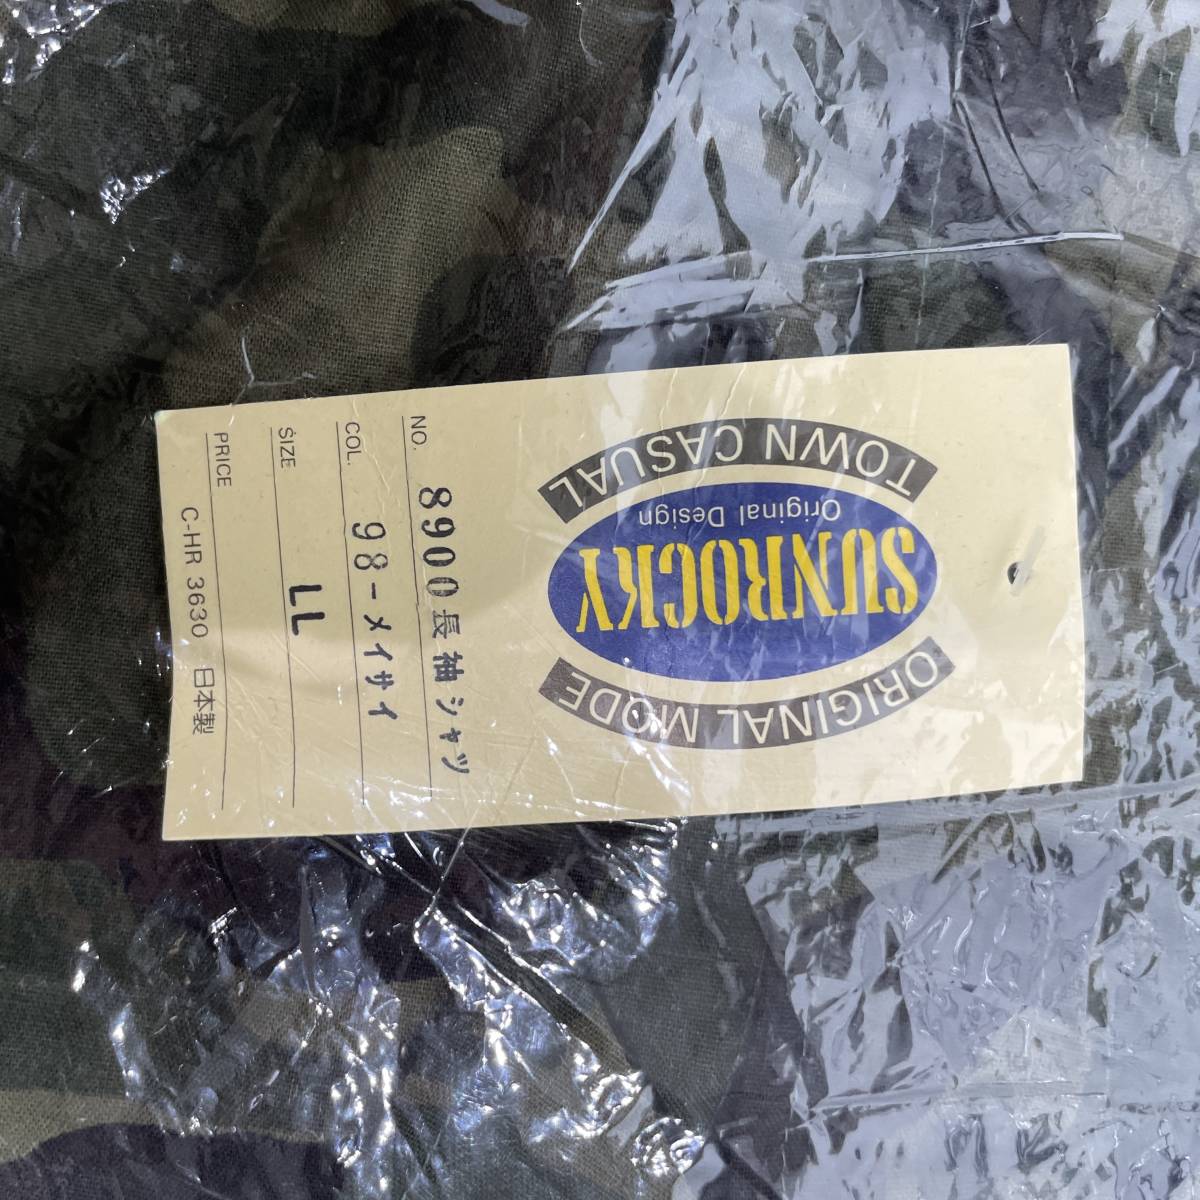 TOWN CASUAL
Original Design
SUNROCKY
ORIGINAL MODE
NO. 8900長袖シャツ
COL. 98-メイサイ
SIZE LL
PRICE
C-HR 3630 日本製